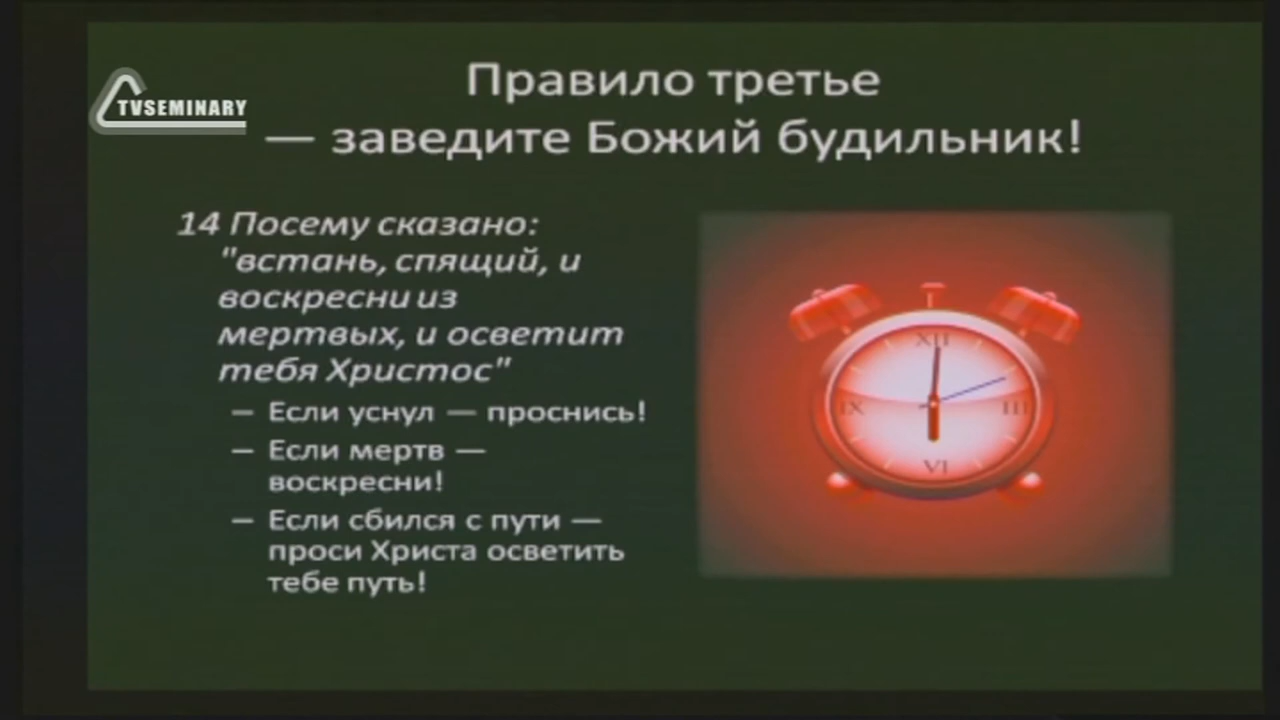 Правило третье
TVSEMINARY
— заведите Божий будильник!
14 Посему сказано:
"встань, спящий, и
воскресни из
мертвых, и осветит
тебя Христос"
– Если уснул — проснись!
– Если мертв —
воскресни!
– Если сбился с пути —
проси Христа осветить
тебе путь!
XII
IX
III
VI